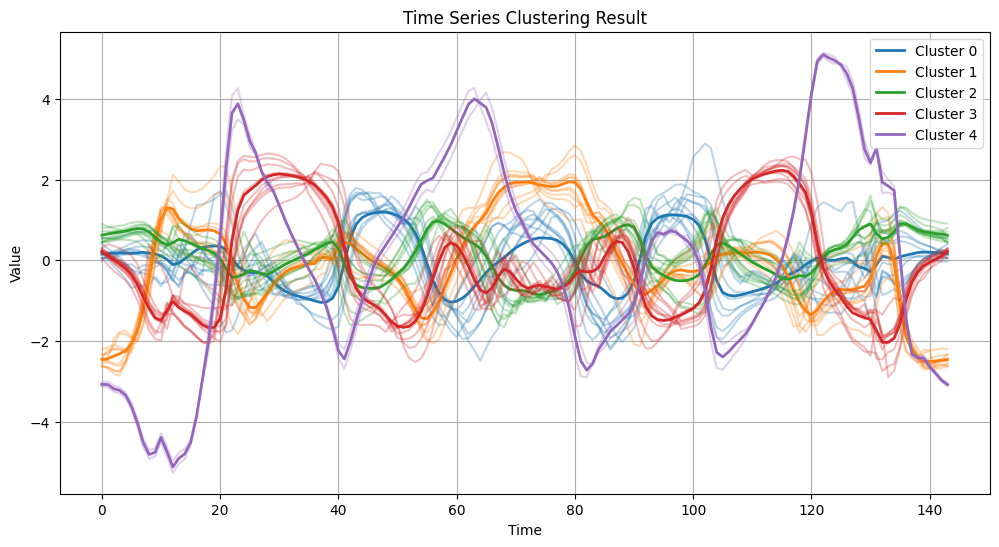 Time Series Clustering Result
Cluster 0
Cluster 1
Cluster 2
Cluster 3
Cluster 4
Value
4
2
0
−2
−4
0 20 40 60 80 100 120 140
Time